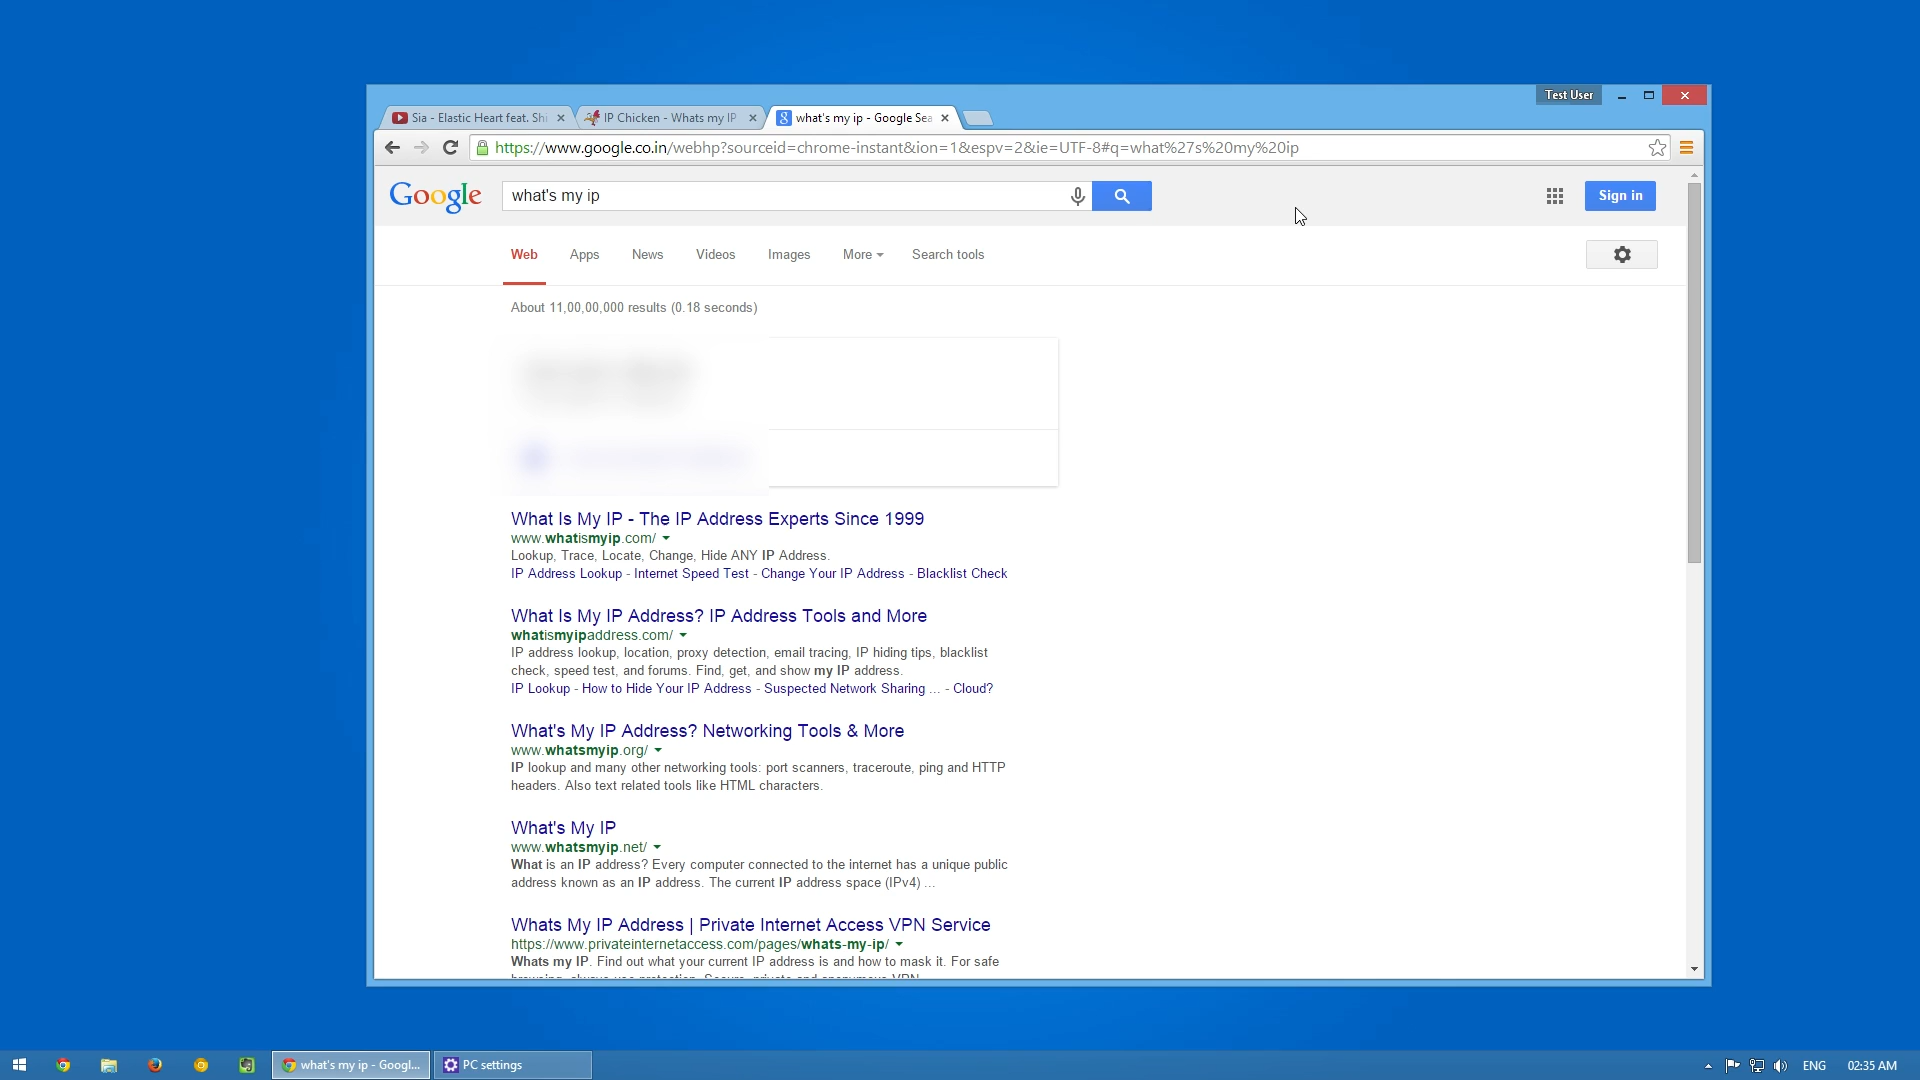 Test User
Sia - Elastic Heart feat. Shi
IP Chicken - Whats my IP
what's my ip - Google Sea
https://www.google.co.in/webhp?sourceid=chrome-instant&ion=1&espv=2&ie=UTF-8#q=what%27s%20my%20ip
Google
what's my ip
Sign in
Web Apps News Videos Images More Search tools
About 11,00,00,000 results (0.18 seconds)
What Is My IP - The IP Address Experts Since 1999
www.whatismyip.com/
Lookup, Trace, Locate, Change, Hide ANY IP Address.
IP Address Lookup - Internet Speed Test - Change Your IP Address - Blacklist Check
What Is My IP Address? IP Address Tools and More
whatismyipaddress.com/
IP address lookup, location, proxy detection, email tracing, IP hiding tips, blacklist
check, speed test, and forums. Find, get, and show my IP address.
IP Lookup - How to Hide Your IP Address - Suspected Network Sharing ... - Cloud?
What's My IP Address? Networking Tools & More
www.whatsmyip.org/
IP lookup and many other networking tools: port scanners, traceroute, ping and HTTP
headers. Also text related tools like HTML characters.
What's My IP
www.whatsmyip.net/
What is an IP address? Every computer connected to the internet has a unique public
address known as an IP address. The current IP address space (IPv4) ...
Whats My IP Address | Private Internet Access VPN Service
https://www.privateinternetaccess.com/pages/whats-my-ip/
Whats my IP. Find out what your current IP address is and how to mask it. For safe
what's my ip - Googl...
PC settings
ENG
02:35 AM